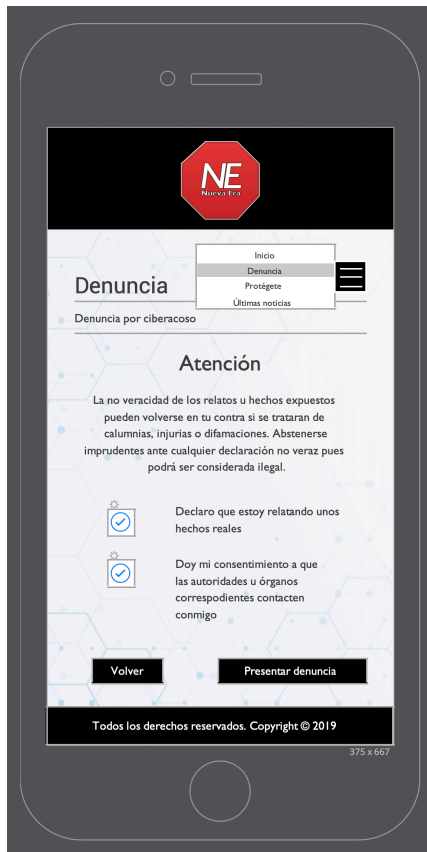 NE
Nueva Era
Inicio
Denuncia
Protégete
Últimas noticias
Denuncia
Denuncia por ciberacoso
Atención
La no veracidad de los relatos u hechos expuestos
pueden volverse en tu contra si se trataran de
calumnias, injurias o difamaciones. Abstenerse
imprudentes ante cualquier declaración no veraz pues
podrá ser considerada ilegal.
Declaro que estoy relatando unos
hechos reales
Doy mi consentimiento a que
las autoridades u órganos
correspodientes contacten
conmigo
Volver
Presentar denuncia
Todos los derechos reservados. Copyright © 2019
375 x 667